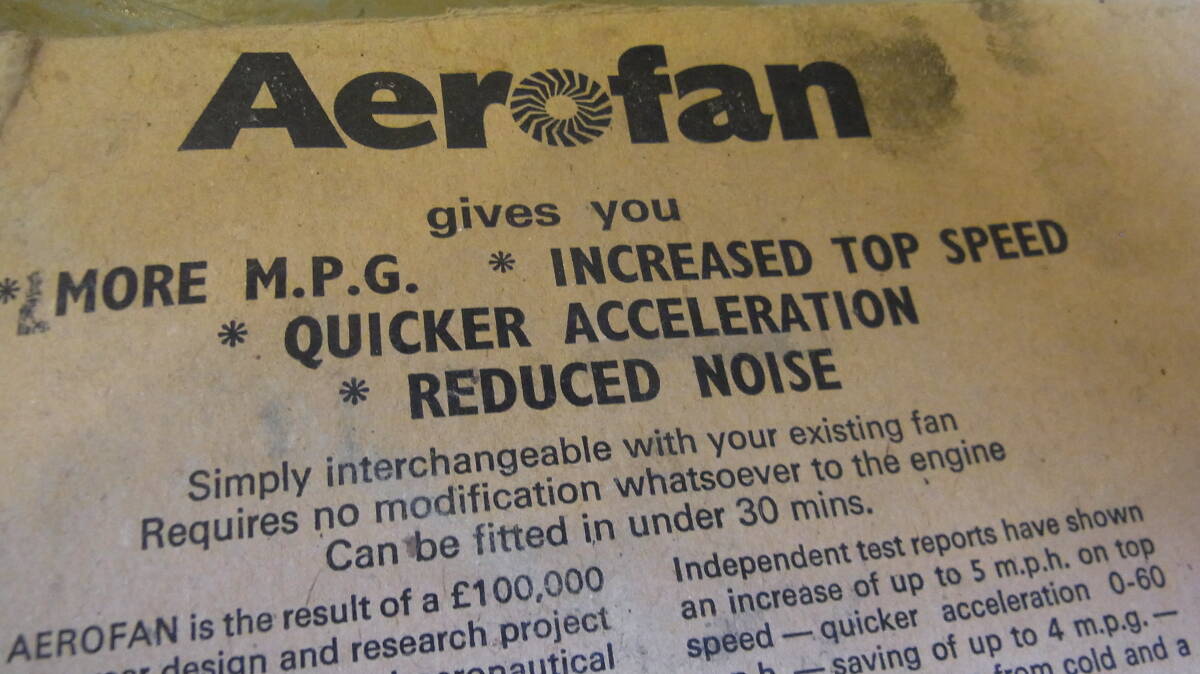 Aerofan
gives you
* MORE M.P.G. * INCREASED TOP SPEED
* QUICKER ACCELERATION
* REDUCED NOISE
Simply interchangeable with your existing fan
Requires no modification whatsoever to the engine
Can be fitted in under 30 mins.
AEROFAN is the result of a £100,000
design and research project
Independent test reports have shown
an increase of up to 5 m.p.h. on top
speed — quicker acceleration 0-60
— saving of up to 4 m.p.g. —
from cold and a